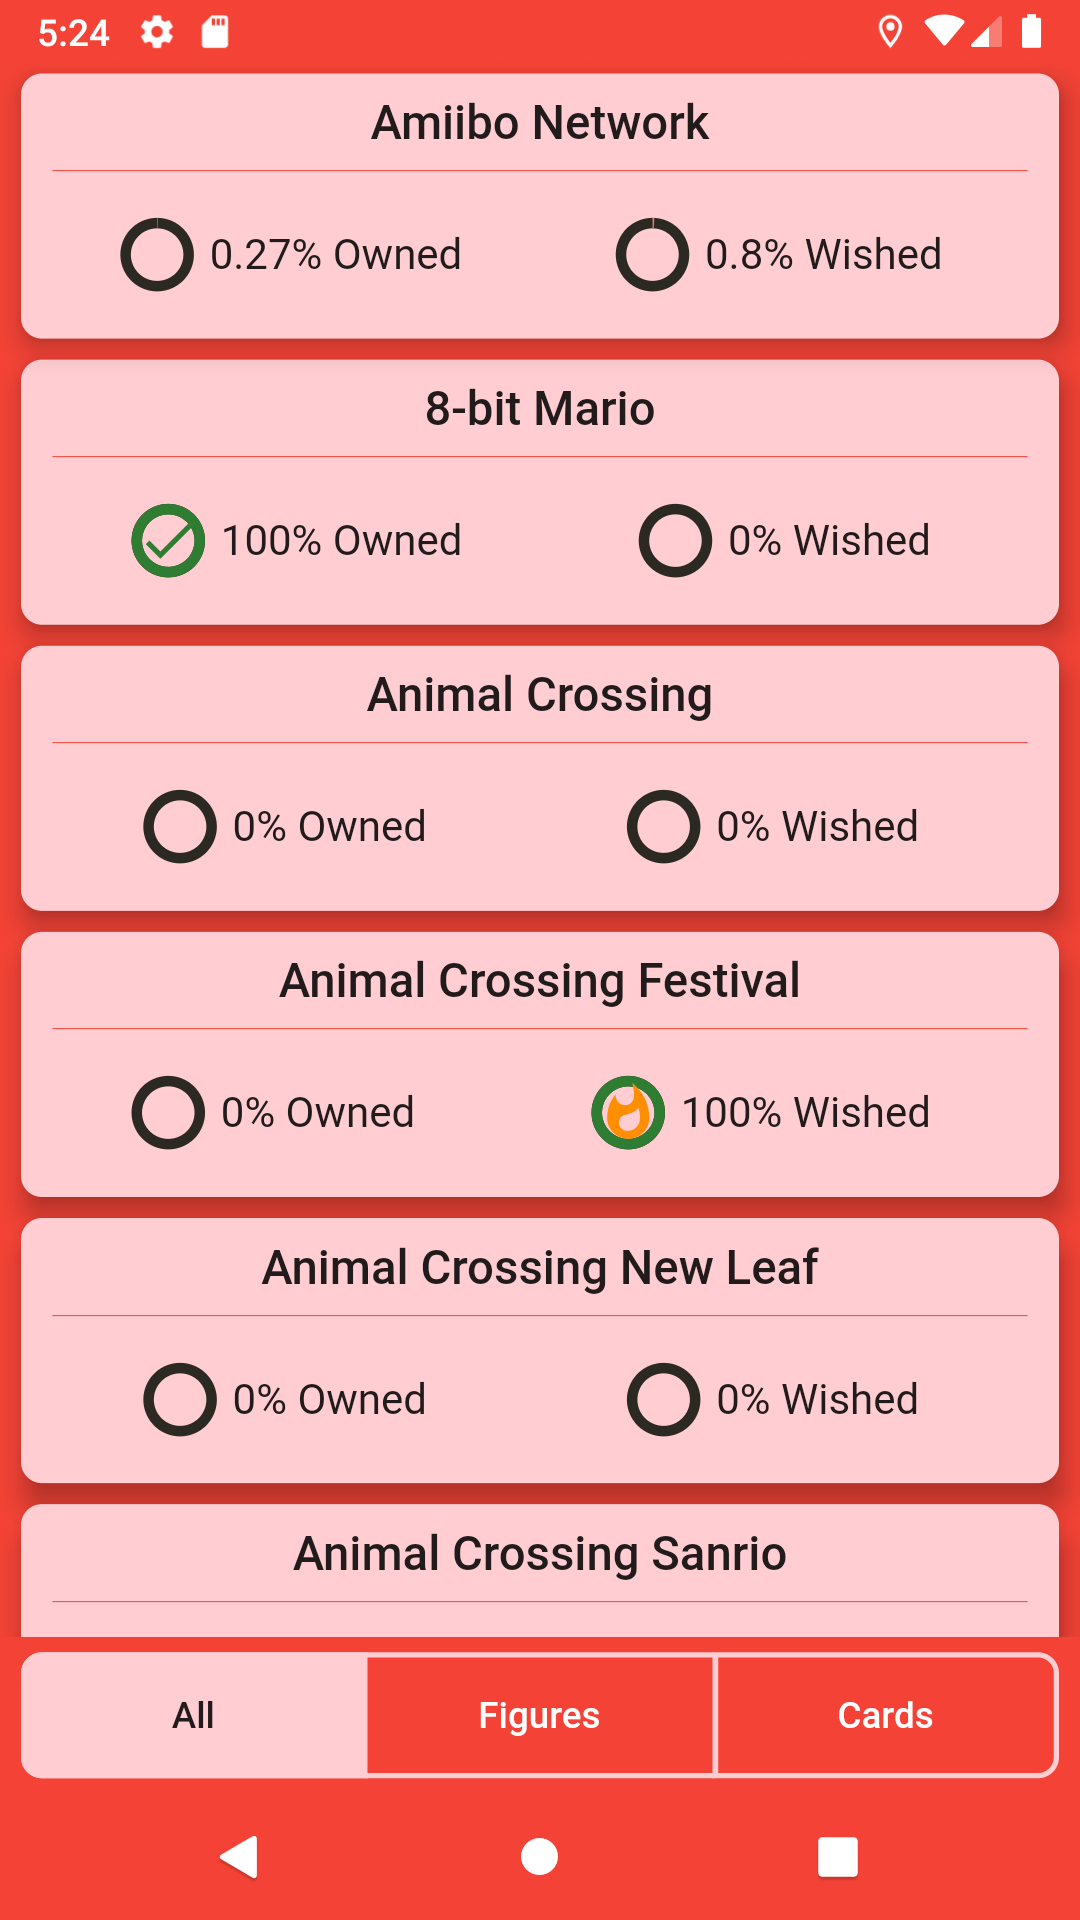 5:24
Amiibo Network
0.27% Owned 0.8% Wished
8-bit Mario
100% Owned 0% Wished
Animal Crossing
0% Owned 0% Wished
Animal Crossing Festival
0% Owned 100% Wished
Animal Crossing New Leaf
0% Owned 0% Wished
Animal Crossing Sanrio
All Figures Cards